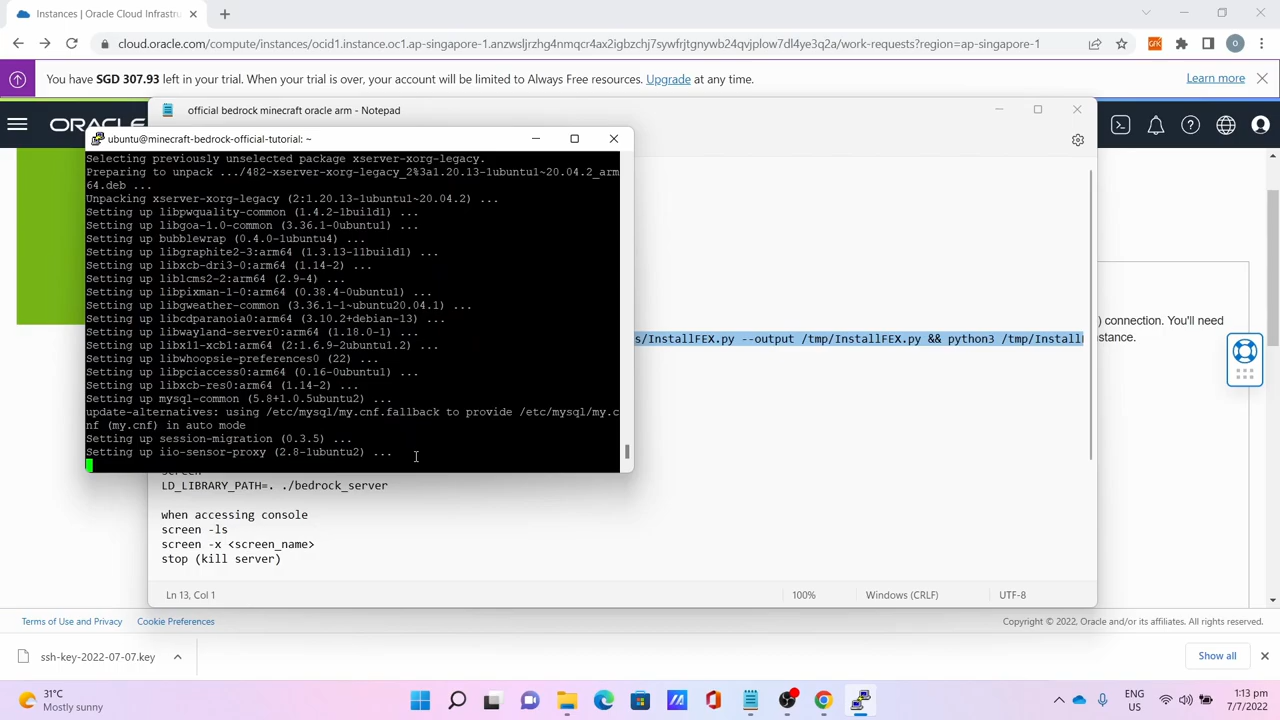 Instances | Oracle Cloud Infrastru
cloud.oracle.com/compute/instances/ocid1.instance.oc1.ap-singapore-1.anzwsljrzhg4nmqcr4ax2igbzchj7sywfrjtgnywb24qvjplow7dl4ye3q2a/work-requests?region=ap-singapore-1
You have SGD 307.93 left in your trial. When your trial is over, your account will be limited to Always Free resources. Upgrade at any time.
Learn more
ORACLE
official bedrock minecraft oracle arm - Notepad
ubuntu@minecraft-bedrock-official-tutorial: ~
Selecting previously unselected package xserver-xorg-legacy.
Preparing to unpack .../482-xserver-xorg-legacy_2%3a1.20.13-1ubuntu1~20.04.2_arm
64.deb ...
Unpacking xserver-xorg-legacy (2:1.20.13-1ubuntu1~20.04.2) ...
Setting up libpwquality-common (1.4.2-1build1) ...
Setting up libgoa-1.0-common (3.36.1-0ubuntu1) ...
Setting up bubblewrap (0.4.0-1ubuntu4) ...
Setting up libgraphite2-3:arm64 (1.3.13-11build1) ...
Setting up libxcb-dri3-0:arm64 (1.14-2) ...
Setting up liblcms2-2:arm64 (2.9-4) ...
Setting up libpixman-1-0:arm64 (0.38.4-0ubuntu1) ...
Setting up libgweather-common (3.36.1-1~ubuntu20.04.1) ...
Setting up libcdparanoia0:arm64 (3.10.2+debian-13) ...
Setting up libwayland-server0:arm64 (1.18.0-1) ...
Setting up libx11-xcb1:arm64 (2:1.6.9-2ubuntu1.2) ...
Setting up libwhoopsie-preferences0 (22) ...
Setting up libpciaccess0:arm64 (0.16-0ubuntu1) ...
Setting up libxcb-res0:arm64 (1.14-2) ...
Setting up mysql-common (5.8+1.0.5ubuntu2) ...
update-alternatives: using /etc/mysql/my.cnf.fallback to provide /etc/mysql/my.c
nf (my.cnf) in auto mode
Setting up session-migration (0.3.5) ...
Setting up iio-sensor-proxy (2.8-1ubuntu2) ...
s/InstallFEX.py --output /tmp/InstallFEX.py && python3 /tmp/Install
) connection. You'll need
stance.
LD_LIBRARY_PATH=. ./bedrock_server
when accessing console
screen -ls
screen -x <screen_name>
stop (kill server)
Ln 13, Col 1
100%
Windows (CRLF)
UTF-8
Terms of Use and Privacy
Cookie Preferences
Copyright © 2022, Oracle and/or its affiliates. All rights reserved.
ssh-key-2022-07-07.key
Show all
31°C
Mostly sunny
ENG
US
1:13 pm
7/7/2022